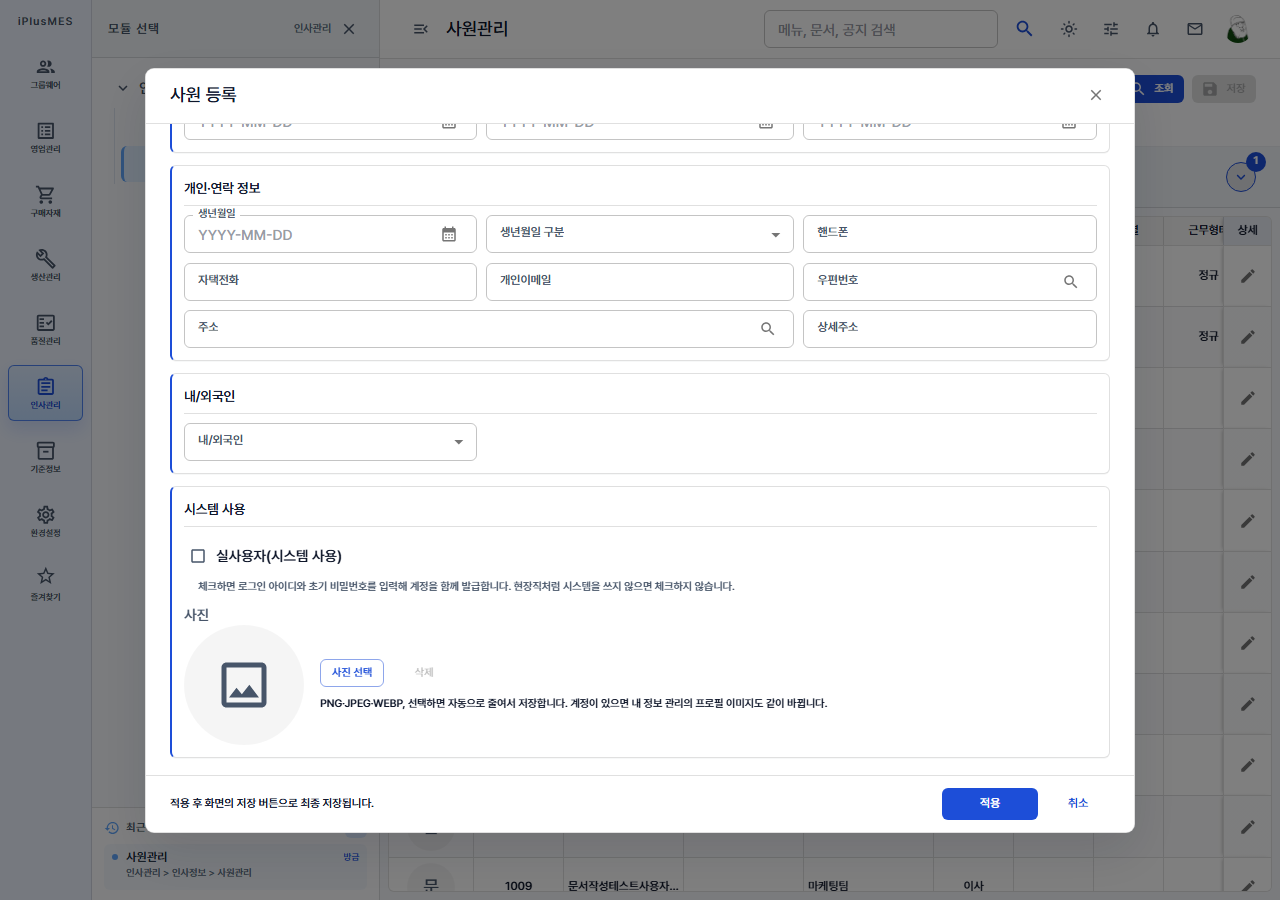 iPlusMES
모듈 선택
인사관리
사원관리
메뉴, 문서, 공지 검색
그룹웨어
영업관리
구매자재
생산관리
품질관리
인사관리
기준정보
환경설정
즐겨찾기
조회
저장
1
사원 등록
YYYY-MM-DD
YYYY-MM-DD
YYYY-MM-DD
개인·연락 정보
생년월일
YYYY-MM-DD
생년월일 구분
핸드폰
자택전화
개인이메일
우편번호
주소
상세주소
내/외국인
내/외국인
시스템 사용
실사용자(시스템 사용)
체크하면 로그인 아이디와 초기 비밀번호를 입력해 계정을 함께 발급합니다. 현장직처럼 시스템을 쓰지 않으면 체크하지 않습니다.
사진
사진 선택
삭제
PNG·JPEG·WEBP, 선택하면 자동으로 줄여서 저장합니다. 계정이 있으면 내 정보 관리의 프로필 이미지도 같이 바뀝니다.
적용 후 화면의 저장 버튼으로 최종 저장됩니다.
적용
취소
근무형태
상세
정규
정규
최근
사원관리
방금
인사관리 > 인사정보 > 사원관리
문
1009
문서작성테스트사용자...
마케팅팀
이사